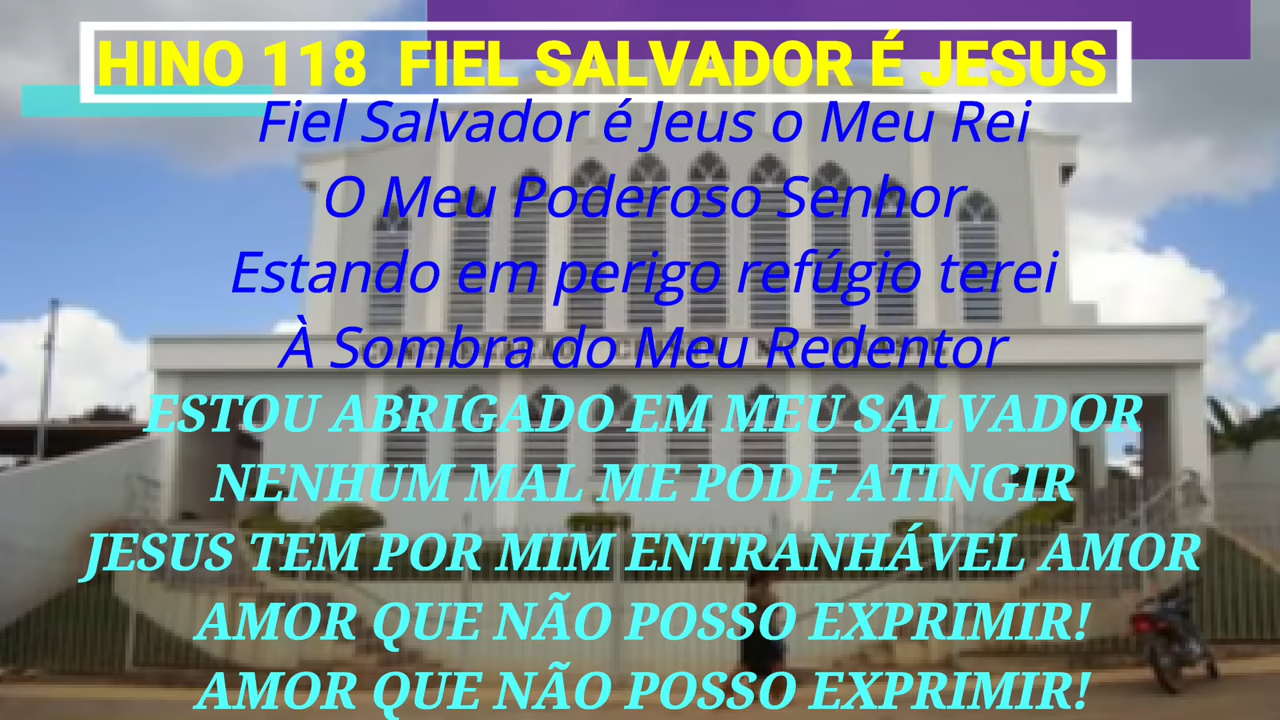 HINO 118 FIEL SALVADOR É JESUS
Fiel Salvador é Jeus o Meu Rei
O Meu Poderoso Senhor
Estando em perigo refúgio terei
À Sombra do Meu Redentor
ESTOU ABRIGADO EM MEU SALVADOR
NENHUM MAL ME PODE ATINGIR
JESUS TEM POR MIM ENTRANHÁVEL AMOR
AMOR QUE NÃO POSSO EXPRIMIR!
AMOR QUE NÃO POSSO EXPRIMIR!